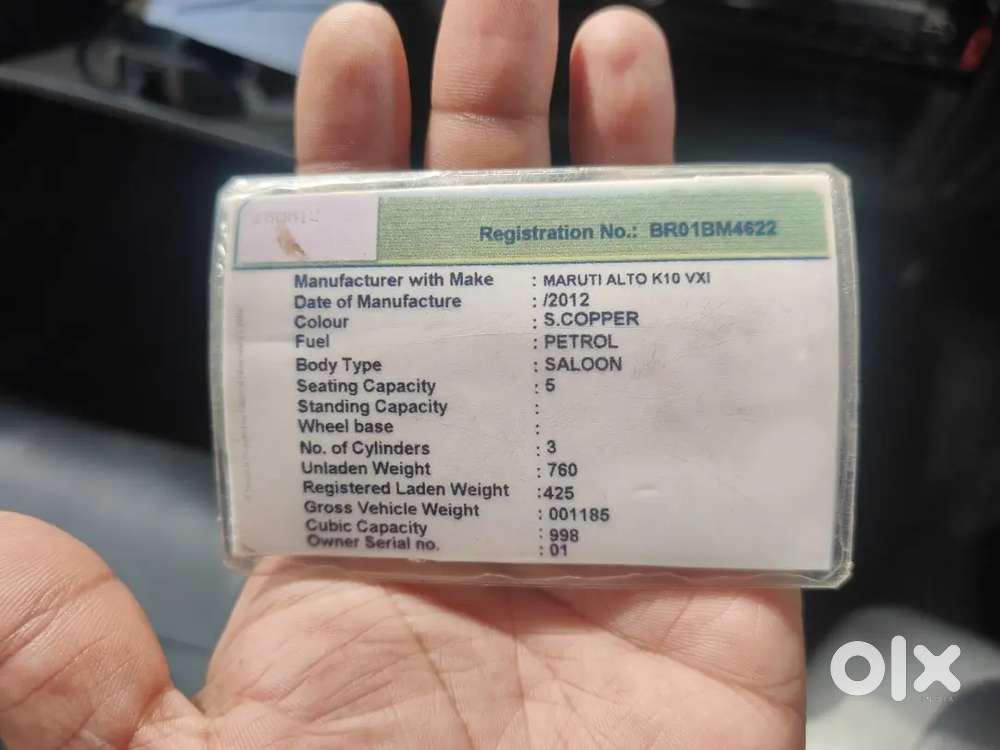 Registration No.: BR01BM4622
Manufacturer with Make : MARUTI ALTO K10 VXI
Date of Manufacture : /2012
Colour : S.COPPER
Fuel : PETROL
Body Type : SALOON
Seating Capacity : 5
Standing Capacity :
Wheel base :
No. of Cylinders : 3
Unladen Weight : 760
Registered Laden Weight :425
Gross Vehicle Weight : 001185
Cubic Capacity : 998
Owner Serial no. : 01
olx
INDIA